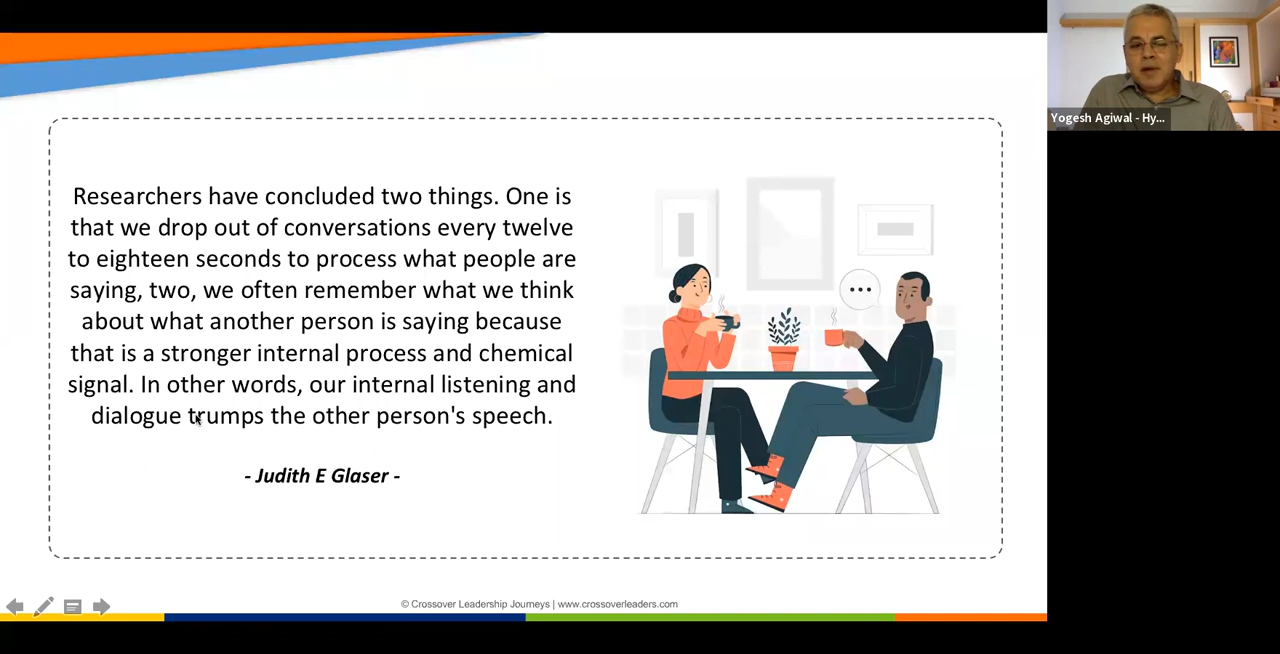 Researchers have concluded two things. One is
that we drop out of conversations every twelve
to eighteen seconds to process what people are
saying, two, we often remember what we think
about what another person is saying because
that is a stronger internal process and chemical
signal. In other words, our internal listening and
dialogue trumps the other person's speech.
- Judith E Glaser -
© Crossover Leadership Journeys | www.crossoverleaders.com
Yogesh Agiwal - Hy...